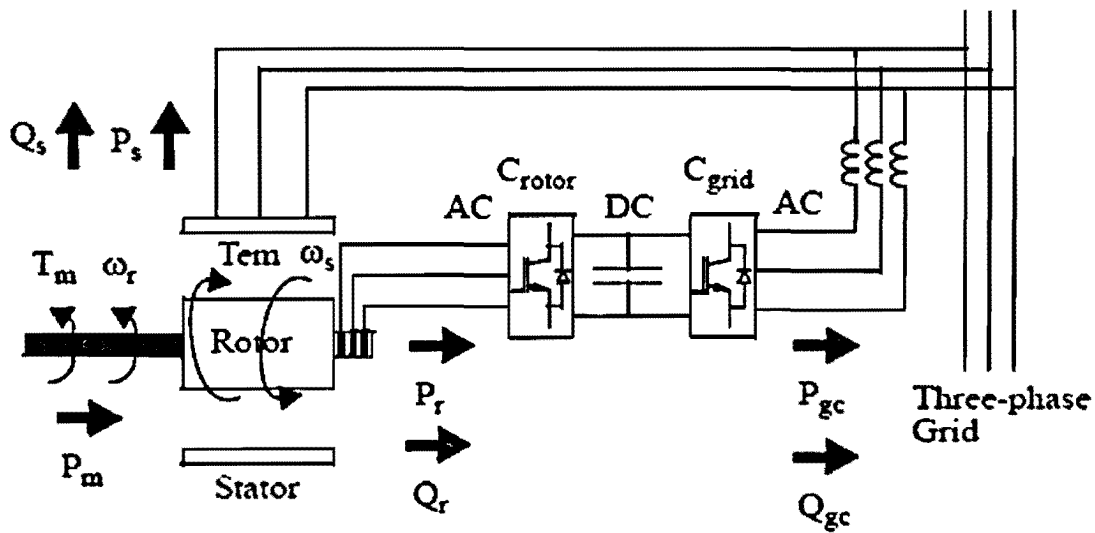 Qs Ps
Crotor Cgrid
AC DC AC
Tem ωs
Tm ωr
Rotor
Pr Pgc
Three-phase
Grid
Pm
Stator
Qr Qgc